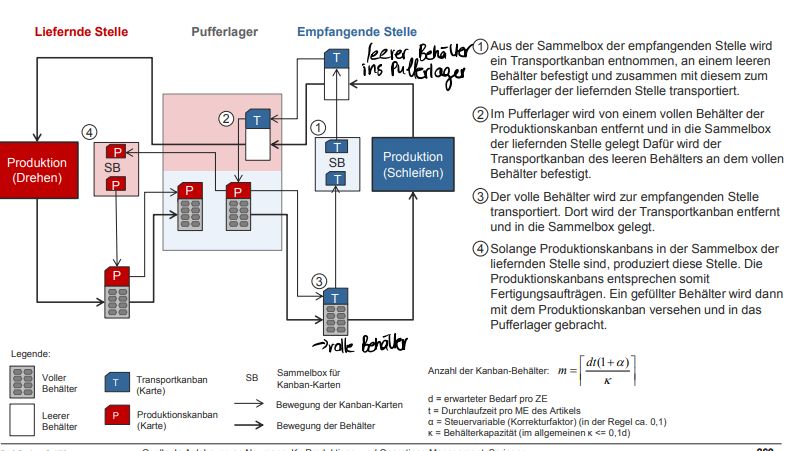 Liefernde Stelle
Pufferlager
Empfangende Stelle
leerer Behälter
ins Pufferlager
T
2
T
1
4
P
SB
P
T
SB
T
Produktion
(Drehen)
Produktion
(Schleifen)
P
P
P
3
T
→ volle Behälter
1 Aus der Sammelbox der empfangenden Stelle wird
ein Transportkanban entnommen, an einem leeren
Behälter befestigt und zusammen mit diesem zum
Pufferlager der liefernden Stelle transportiert.
2 Im Pufferlager wird von einem vollen Behälter der
Produktionskanban entfernt und in die Sammelbox
der liefernden Stelle gelegt Dafür wird der
Transportkanban des leeren Behälters an dem vollen
Behälter befestigt.
3 Der volle Behälter wird zur empfangenden Stelle
transportiert. Dort wird der Transportkanban entfernt
und in die Sammelbox gelegt.
4 Solange Produktionskanbans in der Sammelbox der
liefernden Stelle sind, produziert diese Stelle. Die
Produktionskanbans entsprechen somit
Fertigungsaufträgen. Ein gefüllter Behälter wird dann
mit dem Produktionskanban versehen und in das
Pufferlager gebracht.
Legende:
Voller
Behälter
Leerer
Behälter
T
Transportkanban
(Karte)
P
Produktionskanban
(Karte)
SB
Sammelbox für
Kanban-Karten
Bewegung der Kanban-Karten
Bewegung der Behälter
Anzahl der Kanban-Behälter: m = ⌈dt(1+α)/κ⌉
d = erwarteter Bedarf pro ZE
t = Durchlaufzeit pro ME des Artikels
α = Steuervariable (Korrekturfaktor) (in der Regel ca. 0,1)
κ = Behälterkapazität (im allgemeinen κ <= 0,1d)